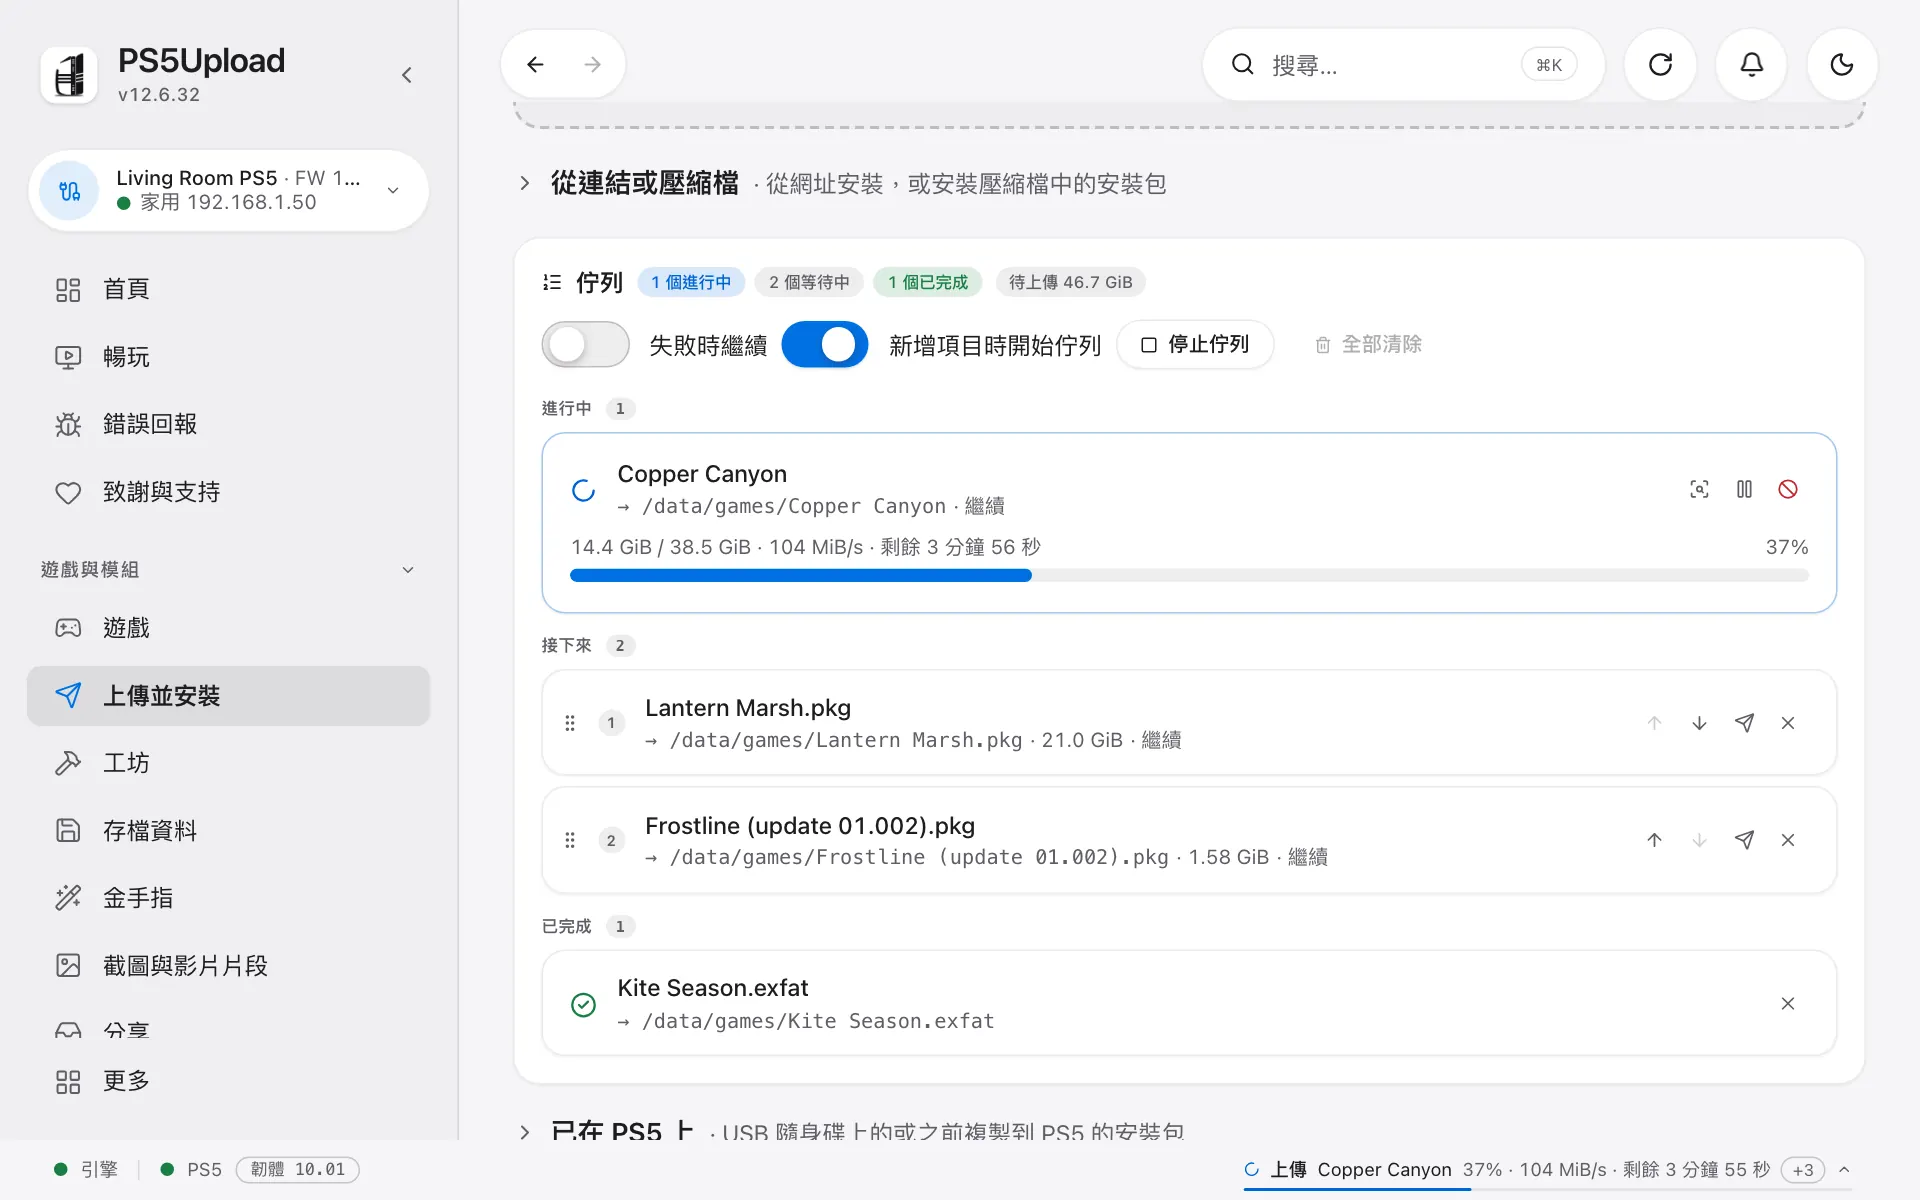 PS5Upload
v12.6.32
Living Room PS5 · FW 1...
家用 192.168.1.50
首頁
暢玩
錯誤回報
致謝與支持
遊戲與模組
遊戲
上傳並安裝
工坊
存檔資料
金手指
截圖與影片片段
分享
更多
搜尋...
⌘K
從連結或壓縮檔 · 從網址安裝，或安裝壓縮檔中的安裝包
佇列 1 個進行中 2 個等待中 1 個已完成 待上傳 46.7 GiB
失敗時繼續 新增項目時開始佇列 停止佇列 全部清除
進行中 1
Copper Canyon
→ /data/games/Copper Canyon · 繼續
14.4 GiB / 38.5 GiB · 104 MiB/s · 剩餘 3 分鐘 56 秒 37%
接下來 2
1 Lantern Marsh.pkg
→ /data/games/Lantern Marsh.pkg · 21.0 GiB · 繼續
2 Frostline (update 01.002).pkg
→ /data/games/Frostline (update 01.002).pkg · 1.58 GiB · 繼續
已完成 1
Kite Season.exfat
→ /data/games/Kite Season.exfat
已在 PS5 上 · USB 隨身碟上的或之前複製到 PS5 的安裝包
引擎 PS5 韌體 10.01
上傳 Copper Canyon 37% · 104 MiB/s · 剩餘 3 分鐘 55 秒 +3